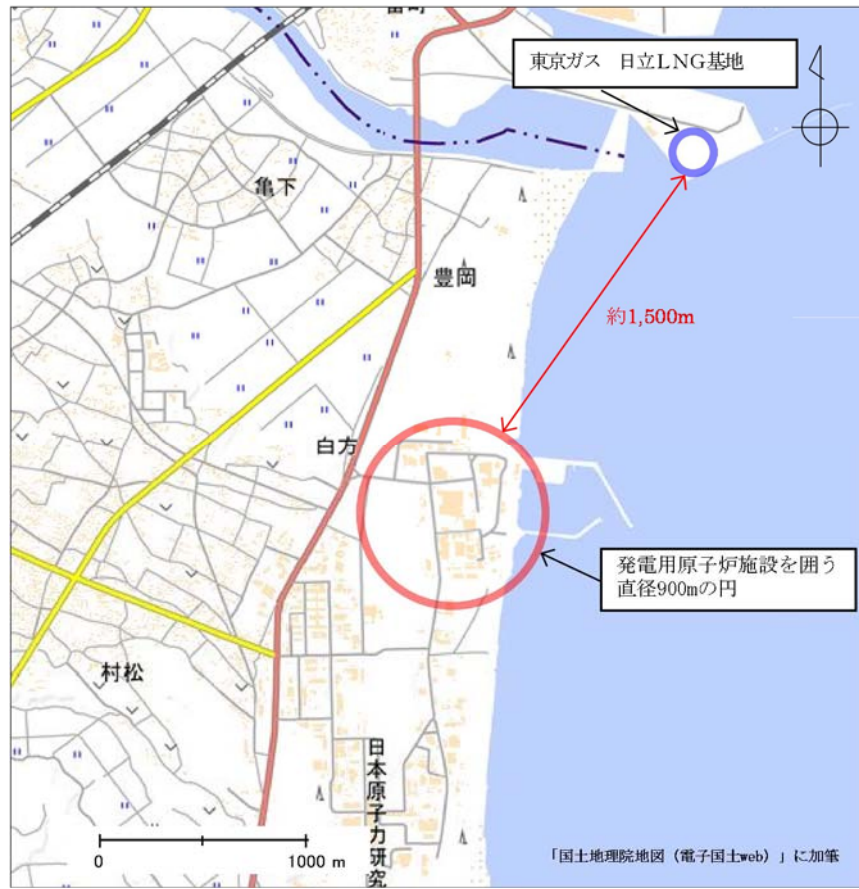 東京ガス　日立LNG基地
亀下
豊岡
約1,500m
白方
発電用原子炉施設を囲う
直径900mの円
村松
日本原子力研究
0 1000 m
「国土地理院地図（電子国土web）」に加筆